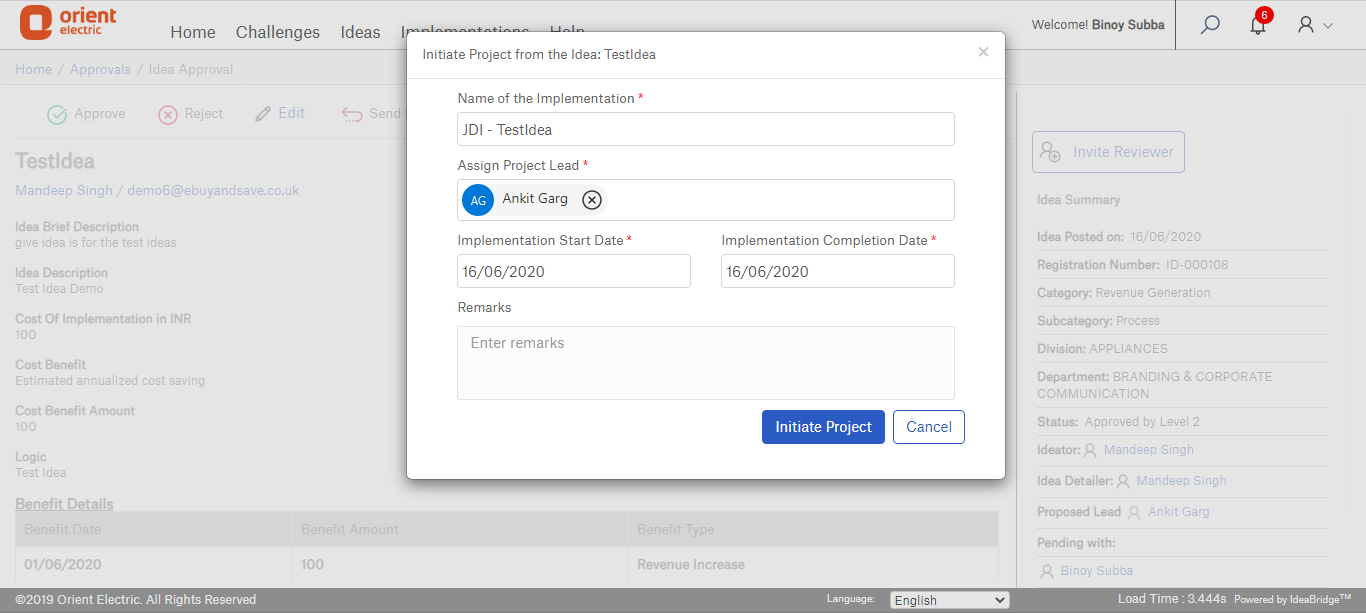 orient
electric
Home Challenges Ideas Implementations Help
Welcome! Binoy Subba
6
Home / Approvals / Idea Approval
Approve Reject Edit Send
TestIdea
Mandeep Singh / demo6@ebuyandsave.co.uk
Idea Brief Description
give idea is for the test ideas
Idea Description
Test Idea Demo
Cost Of Implementation in INR
100
Cost Benefit
Estimated annualized cost saving
Cost Benefit Amount
100
Logic
Test Idea
Benefit Details
Benefit Date Benefit Amount Benefit Type
01/06/2020 100 Revenue Increase
Initiate Project from the Idea: TestIdea ×
Name of the Implementation *
JDI - TestIdea
Assign Project Lead *
AG Ankit Garg
Implementation Start Date * Implementation Completion Date *
16/06/2020 16/06/2020
Remarks
Enter remarks
Initiate Project Cancel
Invite Reviewer
Idea Summary
Idea Posted on: 16/06/2020
Registration Number: ID-000108
Category: Revenue Generation
Subcategory: Process
Division: APPLIANCES
Department: BRANDING & CORPORATE
COMMUNICATION
Status: Approved by Level 2
Ideator: Mandeep Singh
Idea Detailer: Mandeep Singh
Proposed Lead Ankit Garg
Pending with:
Binoy Subba
©2019 Orient Electric. All Rights Reserved Language: English Load Time : 3.444s Powered by IdeaBridge™